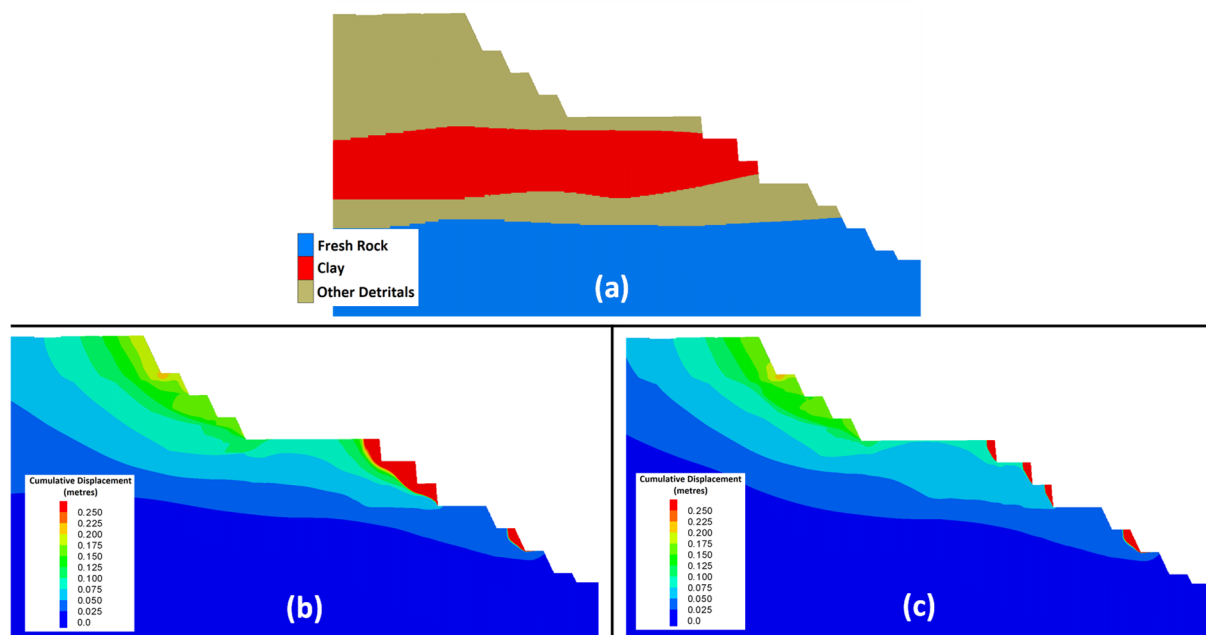 Fresh Rock
Clay
Other Detritals
(a)
Cumulative Displacement
(metres)
0.250
0.225
0.200
0.175
0.150
0.125
0.100
0.075
0.050
0.025
0.0
(b)
Cumulative Displacement
(metres)
0.250
0.225
0.200
0.175
0.150
0.125
0.100
0.075
0.050
0.025
0.0
(c)